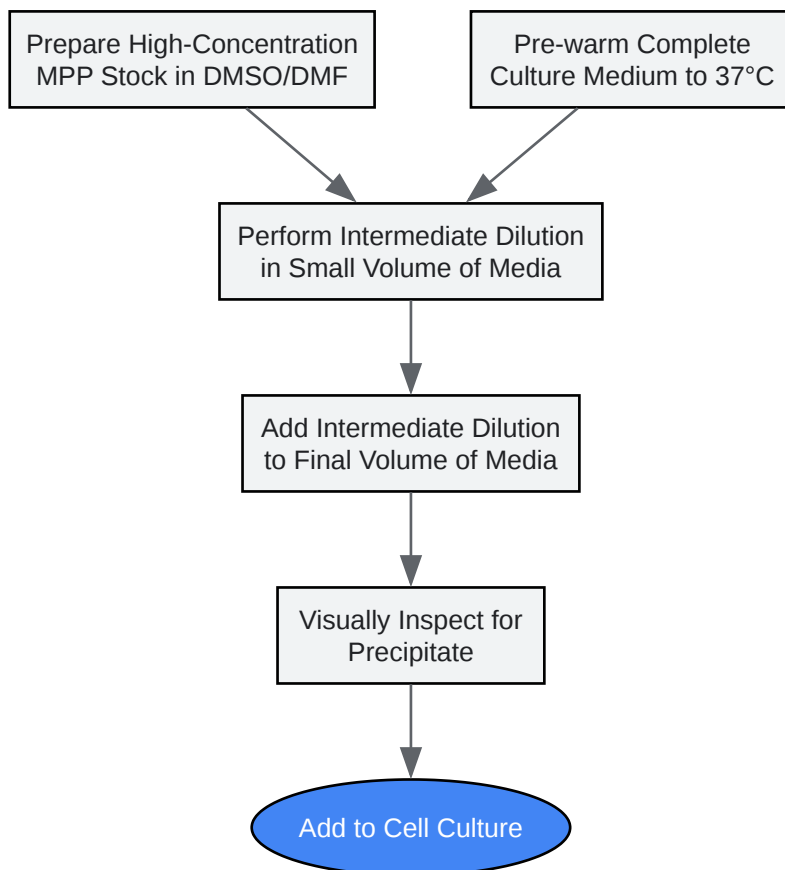 Prepare High-Concentration
MPP Stock in DMSO/DMF
Pre-warm Complete
Culture Medium to 37°C
Perform Intermediate Dilution
in Small Volume of Media
Add Intermediate Dilution
to Final Volume of Media
Visually Inspect for
Precipitate
Add to Cell Culture